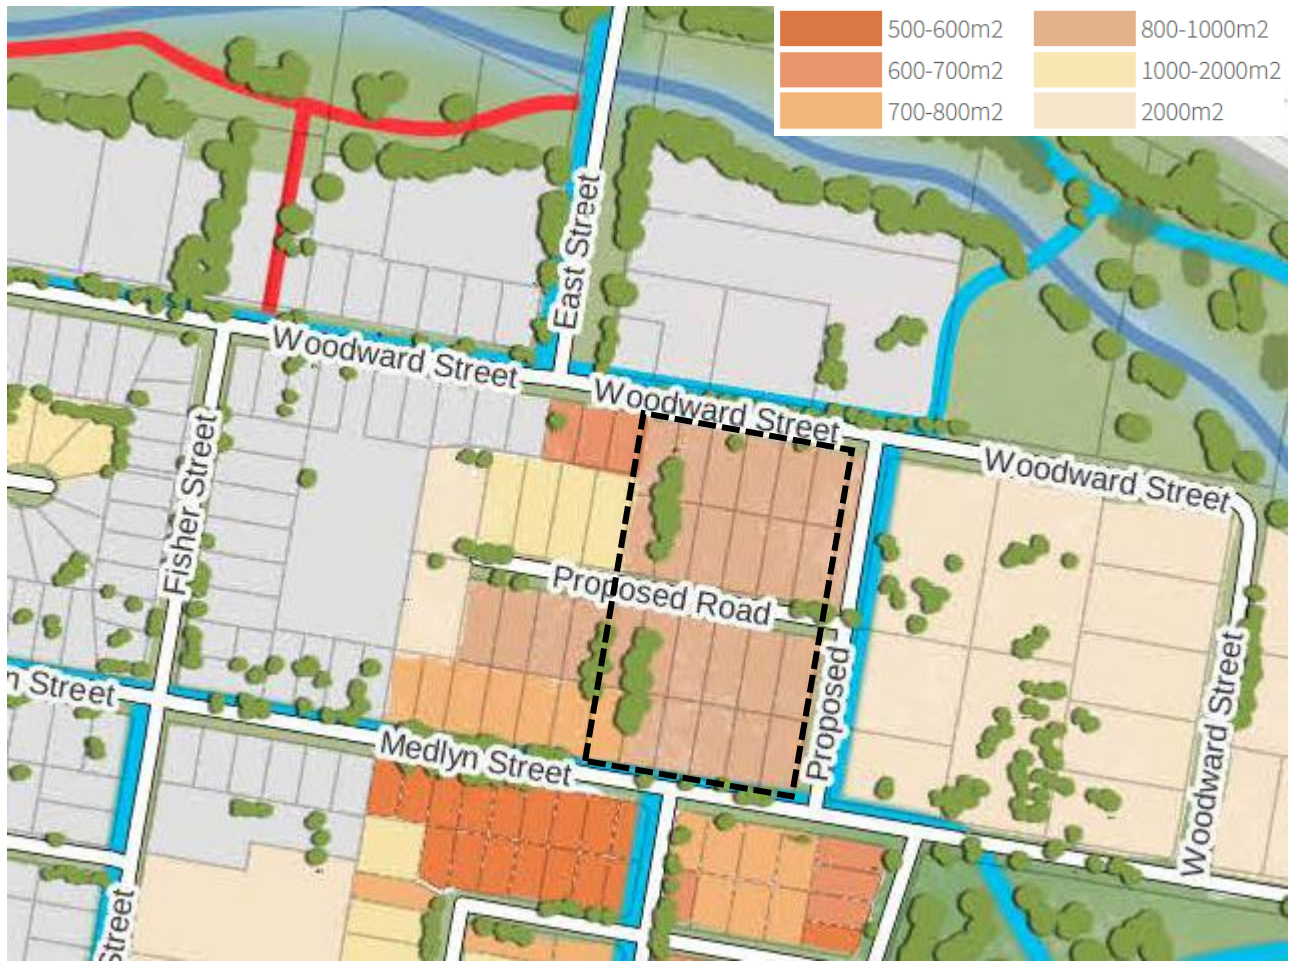 500-600m2
800-1000m2
600-700m2
1000-2000m2
700-800m2
2000m2
East Street
Woodward Street
Woodward Street
Woodward Street
Fisher Street
Proposed Road
n Street
Proposed
Woodward Street
Medlyn Street
Street